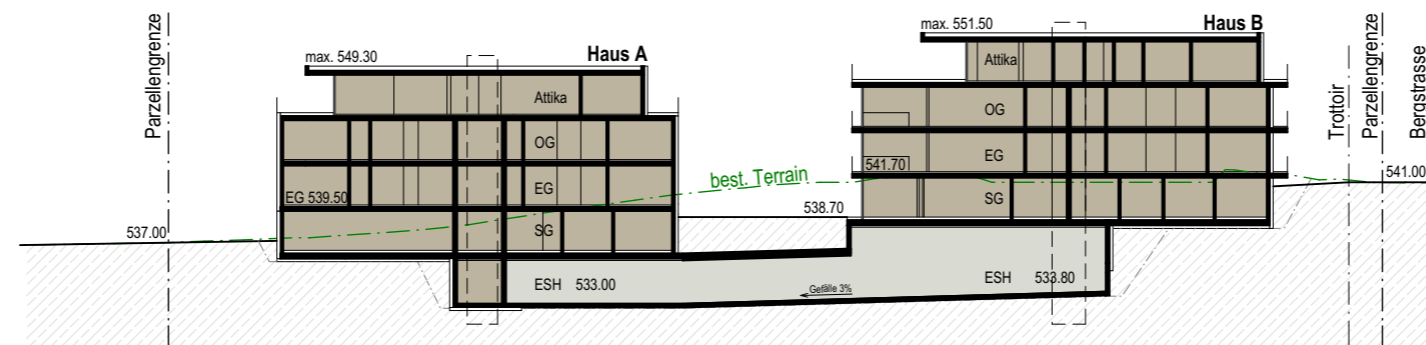 Parzellengrenze
max. 549.30
Haus A
max. 551.50
Haus B
Trottoir
Parzellengrenze
Bergstrasse
Attika
OG
EG
EG 539.50
SG
Attika
OG
EG
541.70
SG
best. Terrain
538.70
537.00
541.00
ESH 533.00
Gefälle 3%
ESH 533.80